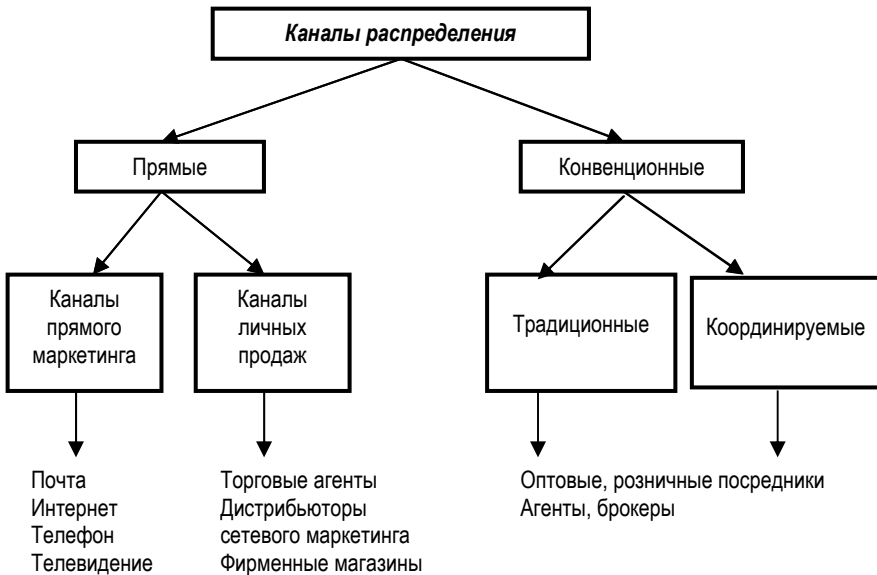 Каналы распределения
Прямые
Конвенционные
Каналы
прямого
маркетинга
Каналы
личных
продаж
Традиционные
Координируемые
Почта
Интернет
Телефон
Телевидение
Торговые агенты
Дистрибьюторы
сетевого маркетинга
Фирменные магазины
Оптовые, розничные посредники
Агенты, брокеры